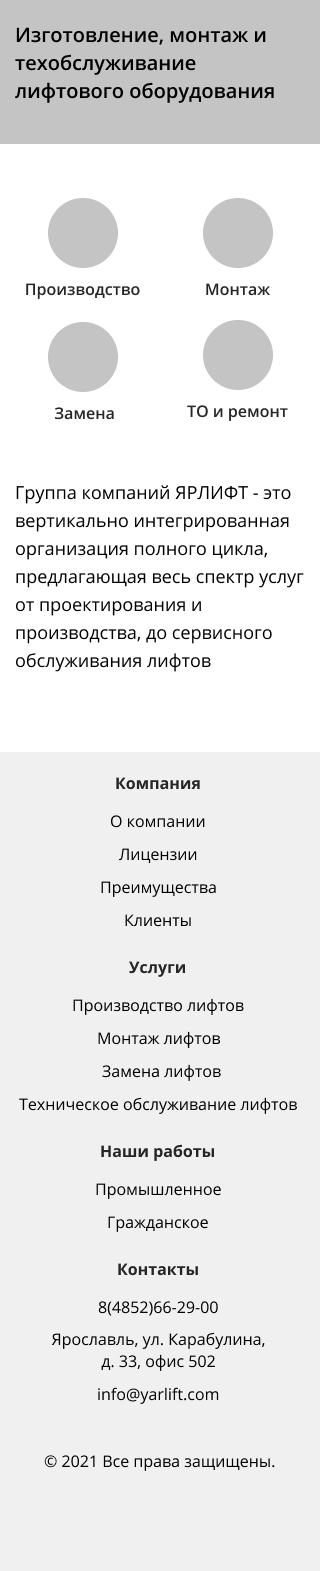 Изготовление, монтаж и
техобслуживание
лифтового оборудования
Производство
Монтаж
Замена
ТО и ремонт
Группа компаний ЯРЛИФТ - это
вертикально интегрированная
организация полного цикла,
предлагающая весь спектр услуг
от проектирования и
производства, до сервисного
обслуживания лифтов
Компания
О компании
Лицензии
Преимущества
Клиенты
Услуги
Производство лифтов
Монтаж лифтов
Замена лифтов
Техническое обслуживание лифтов
Наши работы
Промышленное
Гражданское
Контакты
8(4852)66-29-00
Ярославль, ул. Карабулина,
д. 33, офис 502
info@yarlift.com
© 2021 Все права защищены.